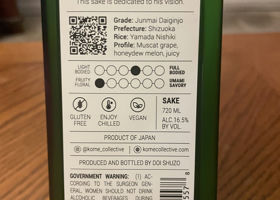 sake is dedicated to this vision.
Grade: Junmai Daiginjo
Prefecture: Shizuoka
Rice: Yamada Nishiki
Profile: Muscat grape,
honeydew melon, juicy
LIGHT BODIED
FULL BODIED
FRUITY FLORAL
UMAMI SAVORY
GLUTEN FREE
ENJOY CHILLED
VEGAN
SAKE
720 ML
ALC 16.5%
BY VOL.
PRODUCT OF JAPAN
@kome_collective
komecollective.com
PRODUCED AND BOTTLED BY DOI SHUZO
GOVERNMENT WARNING: (1) AC-
CORDING TO THE SURGEON GEN-
ERAL, WOMEN SHOULD NOT DRINK
ALCOHOLIC BEVERAGES DURING